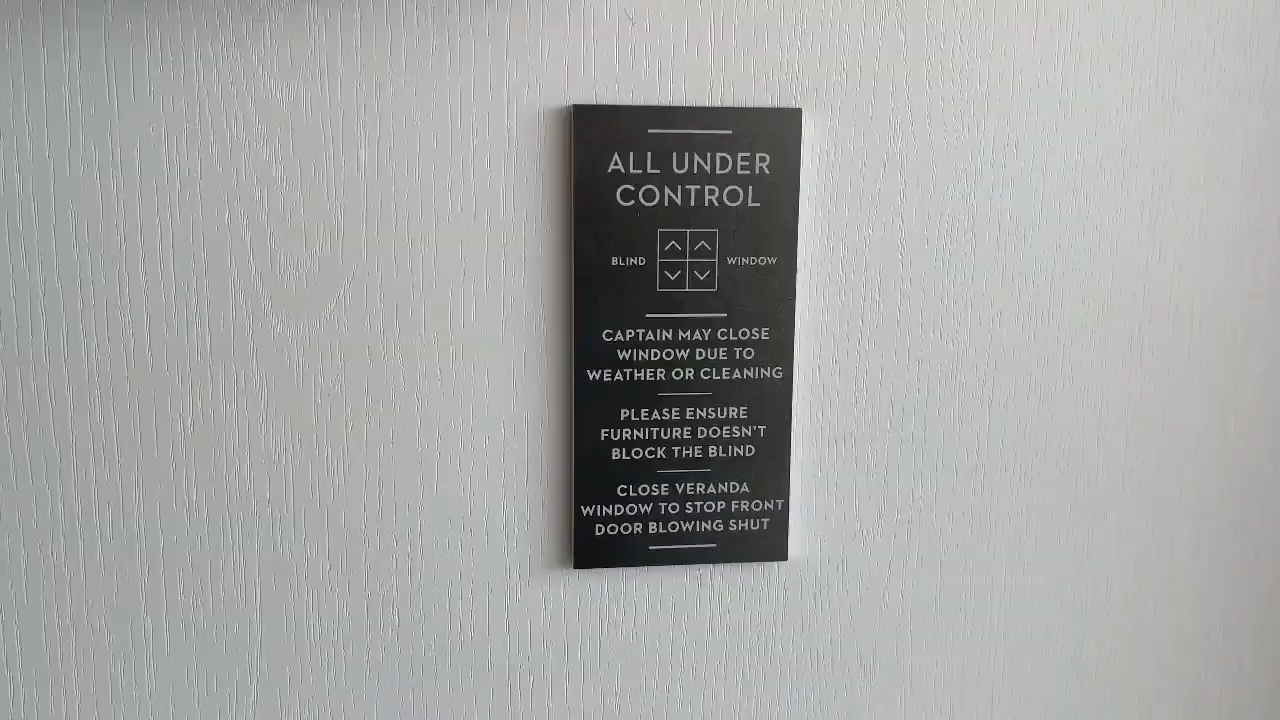 ALL UNDER
CONTROL
BLIND WINDOW
CAPTAIN MAY CLOSE
WINDOW DUE TO
WEATHER OR CLEANING
PLEASE ENSURE
FURNITURE DOESN'T
BLOCK THE BLIND
CLOSE VERANDA
WINDOW TO STOP FRONT
DOOR BLOWING SHUT